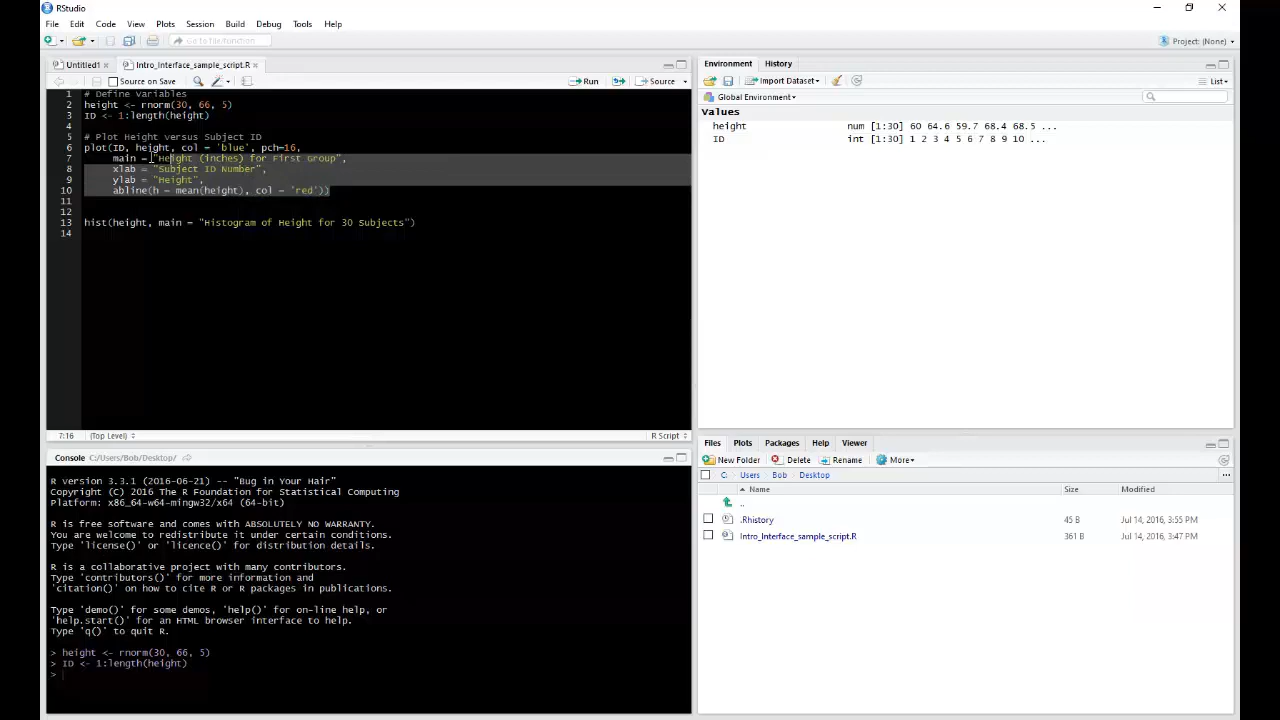 RStudio
File Edit Code View Plots Session Build Debug Tools Help
Go to file/function Project: (None)
Untitled1 Intro_Interface_sample_script.R
Source on Save Run Source
1 # Define Variables
2 height <- rnorm(30, 66, 5)
3 ID <- 1:length(height)
4
5 # Plot Height versus Subject ID
6 plot(ID, height, col = 'blue', pch=16,
7 main = "Height (inches) for First Group",
8 xlab = "Subject ID Number",
9 ylab = "Height",
10 abline(h = mean(height), col = 'red'))
11
12
13 hist(height, main = "Histogram of Height for 30 Subjects")
14
7:16 (Top Level) R Script
Console C:/Users/Bob/Desktop/
R version 3.3.1 (2016-06-21) -- "Bug in Your Hair"
Copyright (C) 2016 The R Foundation for Statistical Computing
Platform: x86_64-w64-mingw32/x64 (64-bit)
R is free software and comes with ABSOLUTELY NO WARRANTY.
You are welcome to redistribute it under certain conditions.
Type 'license()' or 'licence()' for distribution details.
R is a collaborative project with many contributors.
Type 'contributors()' for more information and
'citation()' on how to cite R or R packages in publications.
Type 'demo()' for some demos, 'help()' for on-line help, or
'help.start()' for an HTML browser interface to help.
Type 'q()' to quit R.
> height <- rnorm(30, 66, 5)
> ID <- 1:length(height)
>
Environment History
Import Dataset List
Global Environment
Values
height num [1:30] 60 64.6 59.7 68.4 68.5 ...
ID int [1:30] 1 2 3 4 5 6 7 8 9 10 ...
Files Plots Packages Help Viewer
New Folder Delete Rename More
C: Users Bob Desktop ...
Name Size Modified
..
.Rhistory 45 B Jul 14, 2016, 3:55 PM
Intro_Interface_sample_script.R 361 B Jul 14, 2016, 3:47 PM